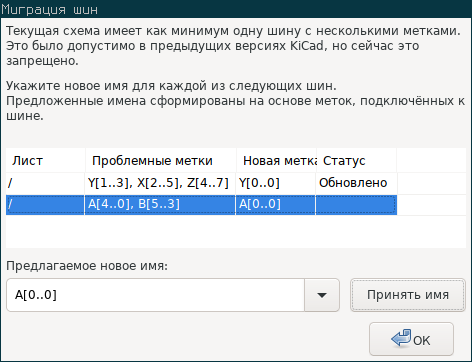 Миграция шин
Текущая схема имеет как минимум одну шину с несколькими метками.
Это было допустимо в предыдущих версиях KiCad, но сейчас это
запрещено.
Укажите новое имя для каждой из следующих шин.
Предложенные имена сформированы на основе меток, подключённых к
шине.
Лист Проблемные метки Новая метка Статус
/ Y[1..3], X[2..5], Z[4..7] Y[0..0] Обновлено
/ A[4..0], B[5..3] A[0..0]
Предлагаемое новое имя:
A[0..0] Принять имя
OK